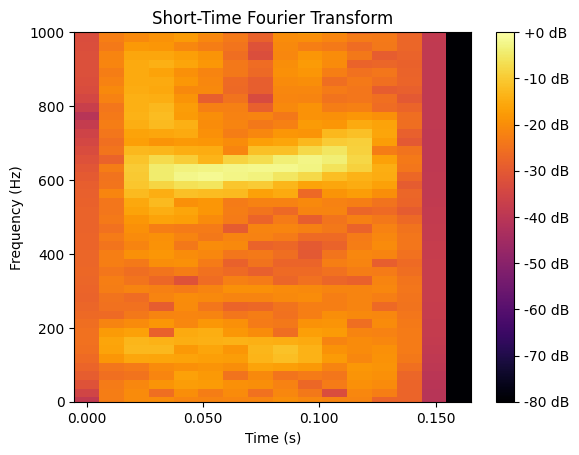 Short-Time Fourier Transform
1000
800
600
400
200
0
Frequency (Hz)
0.000
0.050
0.100
0.150
Time (s)
+0 dB
-10 dB
-20 dB
-30 dB
-40 dB
-50 dB
-60 dB
-70 dB
-80 dB